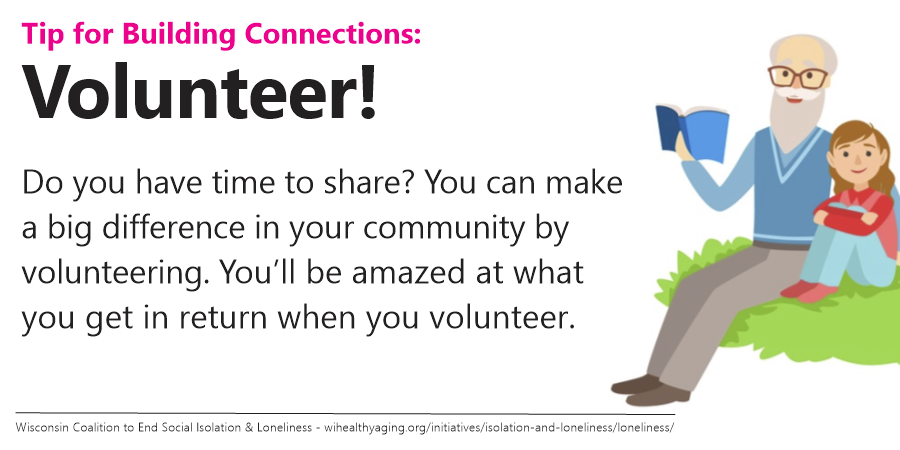 Tip for Building Connections:
Volunteer!
Do you have time to share? You can make
a big difference in your community by
volunteering. You’ll be amazed at what
you get in return when you volunteer.
Wisconsin Coalition to End Social Isolation & Loneliness - wihealthyaging.org/initiatives/isolation-and-loneliness/loneliness/